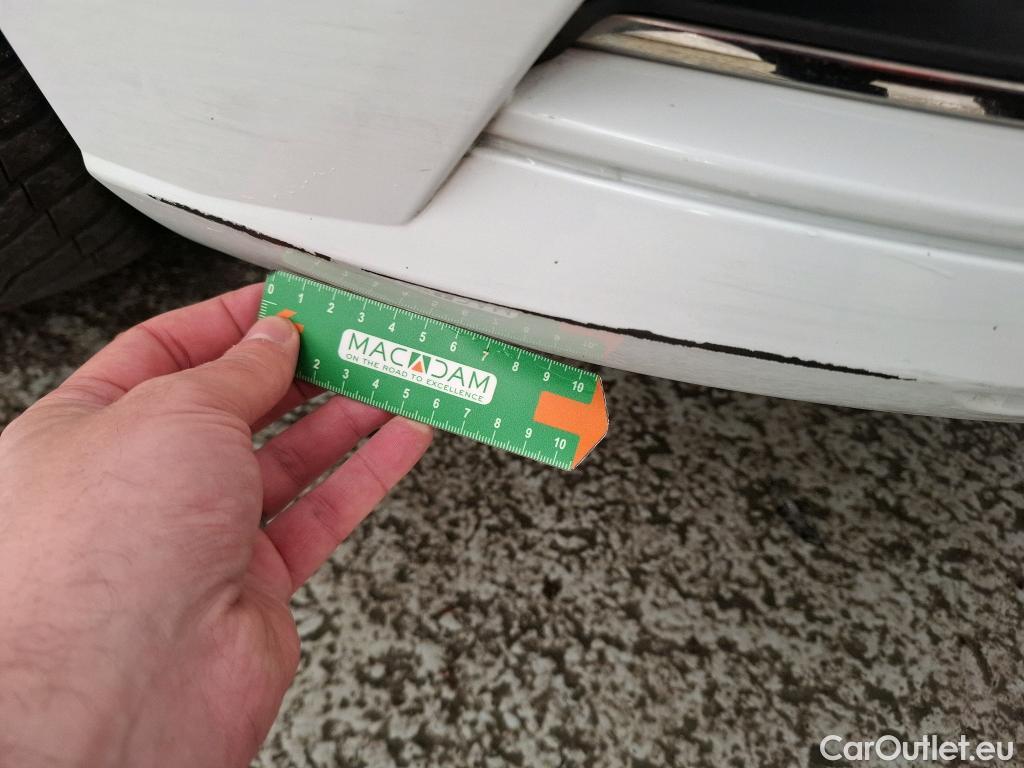 0 1 2 3 4 5 6 7 8 9 10
MACADAM
ON THE ROAD TO EXCELLENCE
2 3 4 5 6 7 8 9 10
CarOutlet.eu